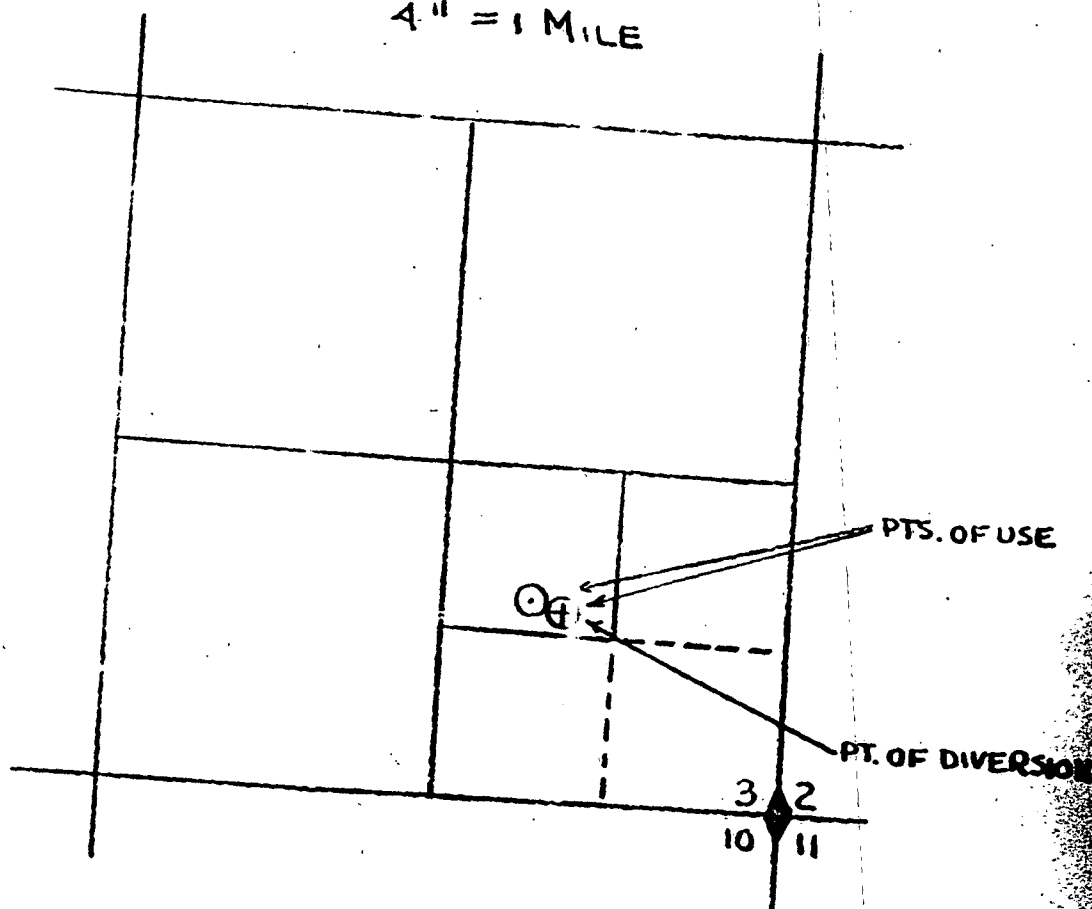 4" = 1 MILE
PTS. OF USE
PT. OF DIVERSION
3 2
10 11